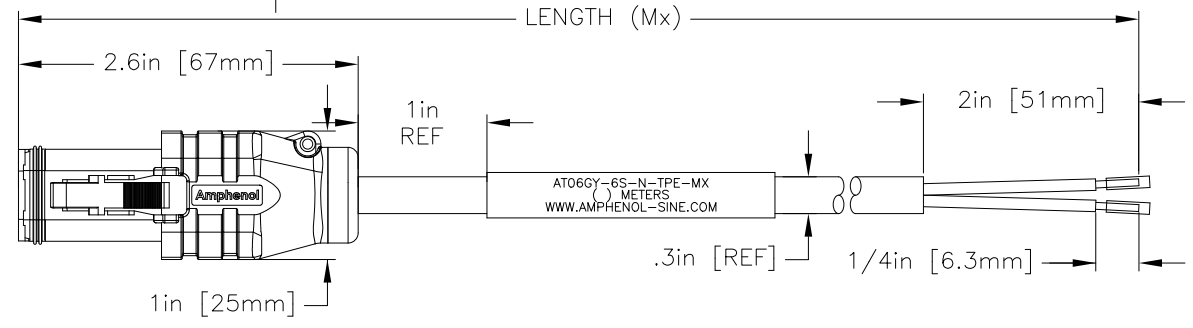 LENGTH (Mx)
2.6in [67mm]
1in
REF
2in [51mm]
Amphenol
AT06GY-6S-N-TPE-MX
( ) METERS
WWW.AMPHENOL-SINE.COM
.3in [REF]
1/4in [6.3mm]
1in [25mm]